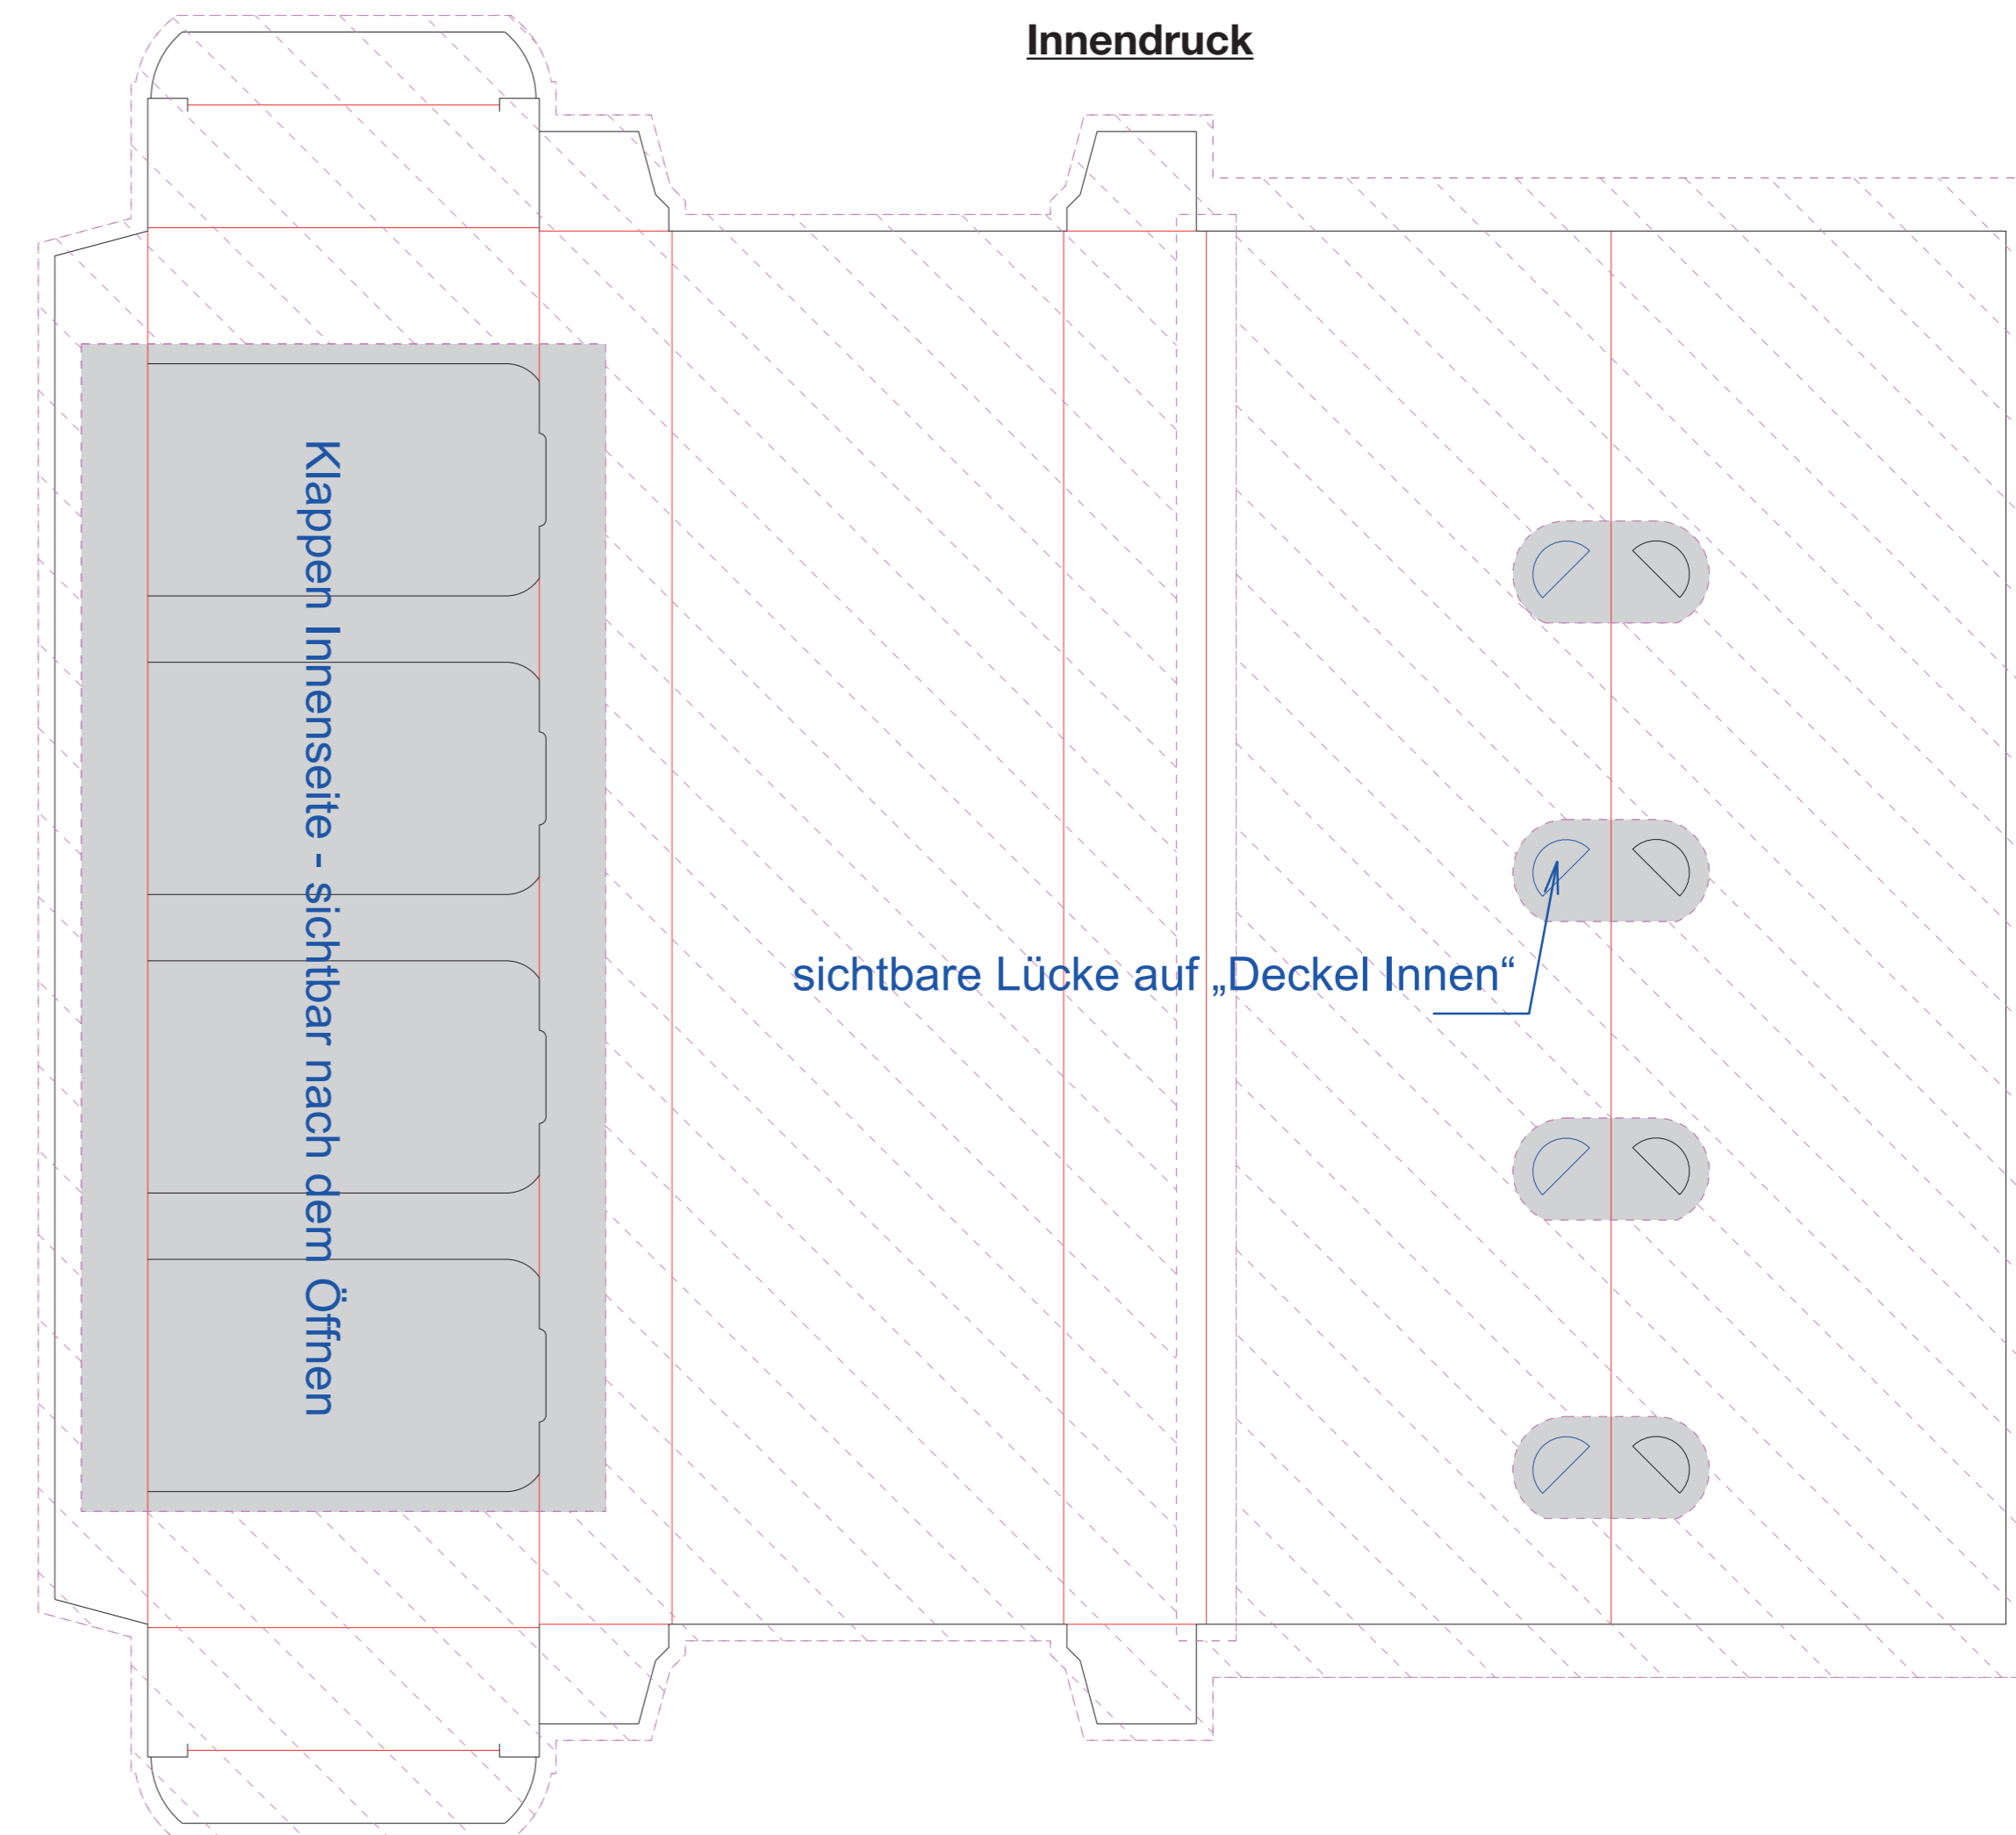 Innendruck
Klappen Innenseite - sichtbar nach dem Öffnen
sichtbare Lücke auf „Deckel Innen“